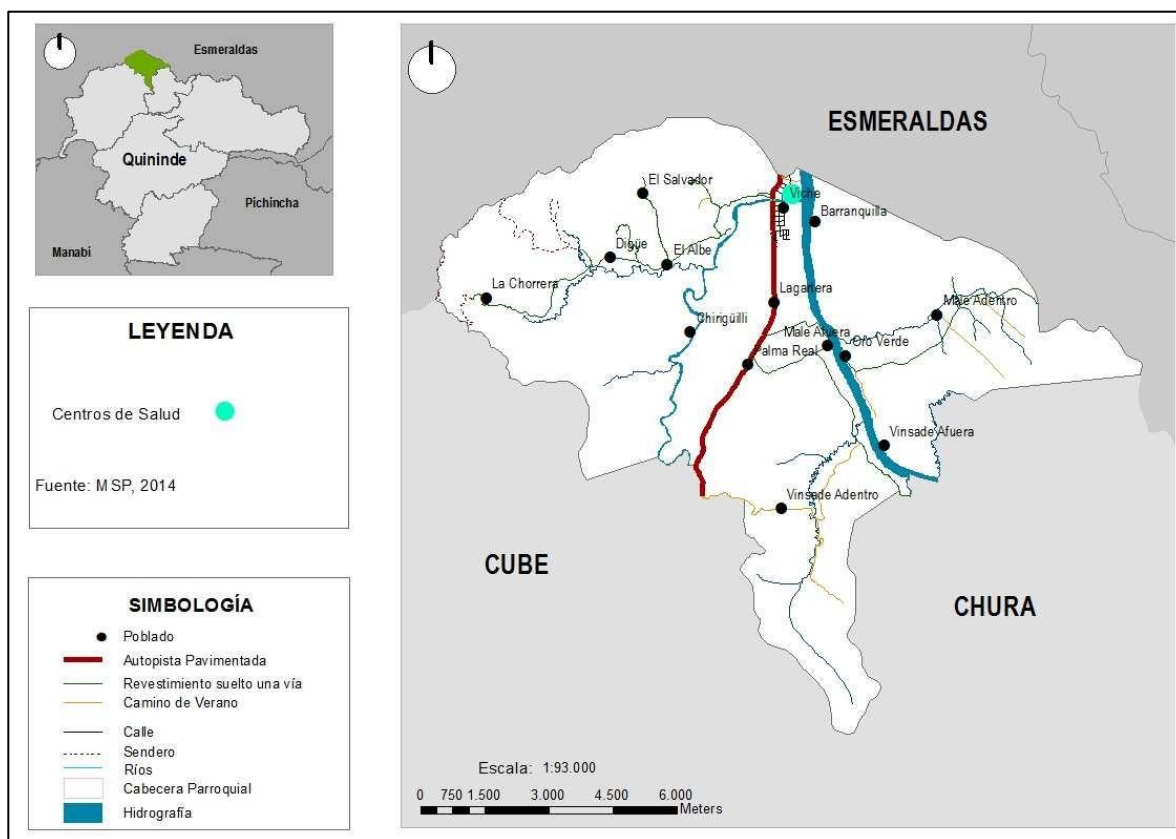 Esmeraldas
Quininde
Pichincha
Manabí
LEYENDA
Centros de Salud
Fuente: MSP, 2014
SIMBOLOGÍA
Poblado
Autopista Pavimentada
Revestimiento suelto una vía
Camino de Verano
Calle
Sendero
Ríos
Cabecera Parroquial
Hidrografía
ESMERALDAS
El Salvador
Viche
Barranquilla
Digüe
El Albe
La Chorrera
Lagartera
Male Adentro
Chirigüilli
Male Afuera
Oro Verde
Palma Real
Vinsade Afuera
Vinsade Adentro
CUBE
CHURA
Escala: 1:93.000
0 750 1.500 3.000 4.500 6.000
Meters